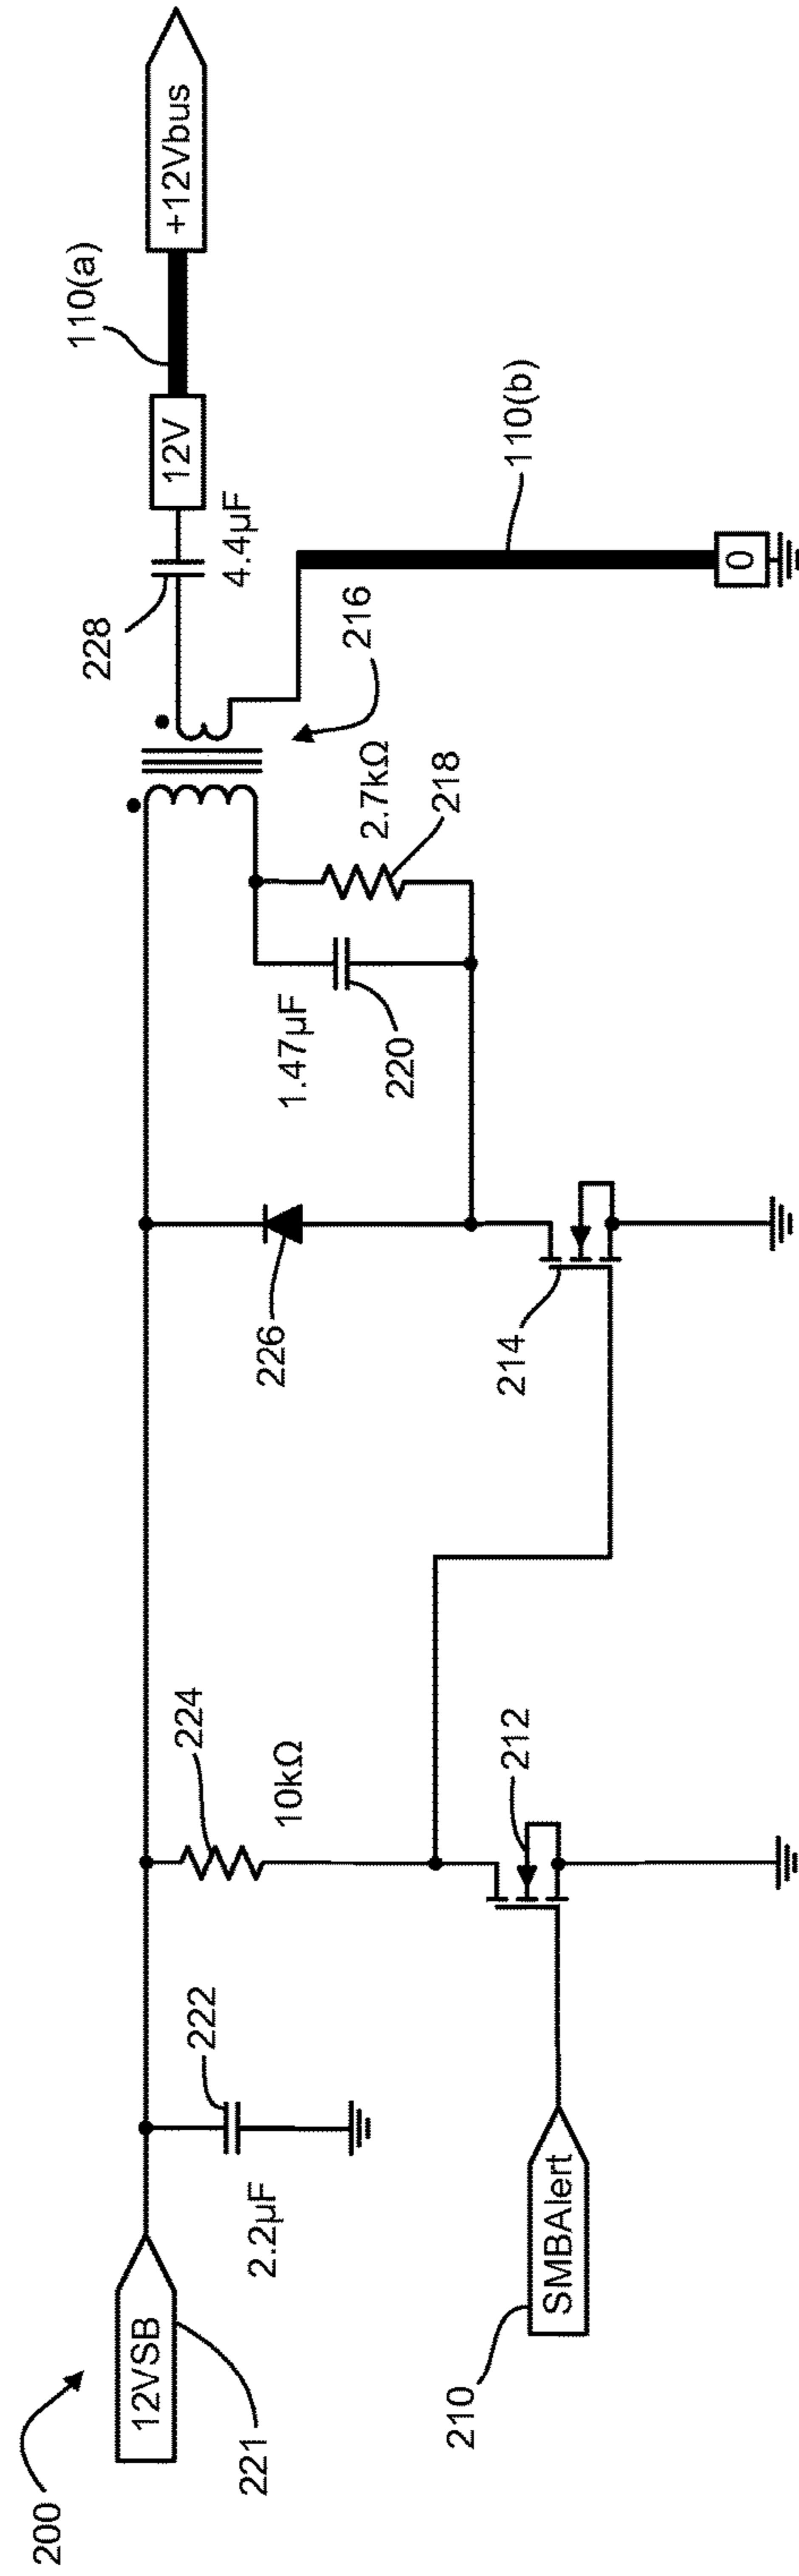 200
12VSB
221
2.2µF
222
224
10kΩ
210
SMBAlert
212
214
226
1.47µF
220
2.7kΩ
218
216
228
4.4µF
12V
110(a)
+12Vbus
110(b)
0